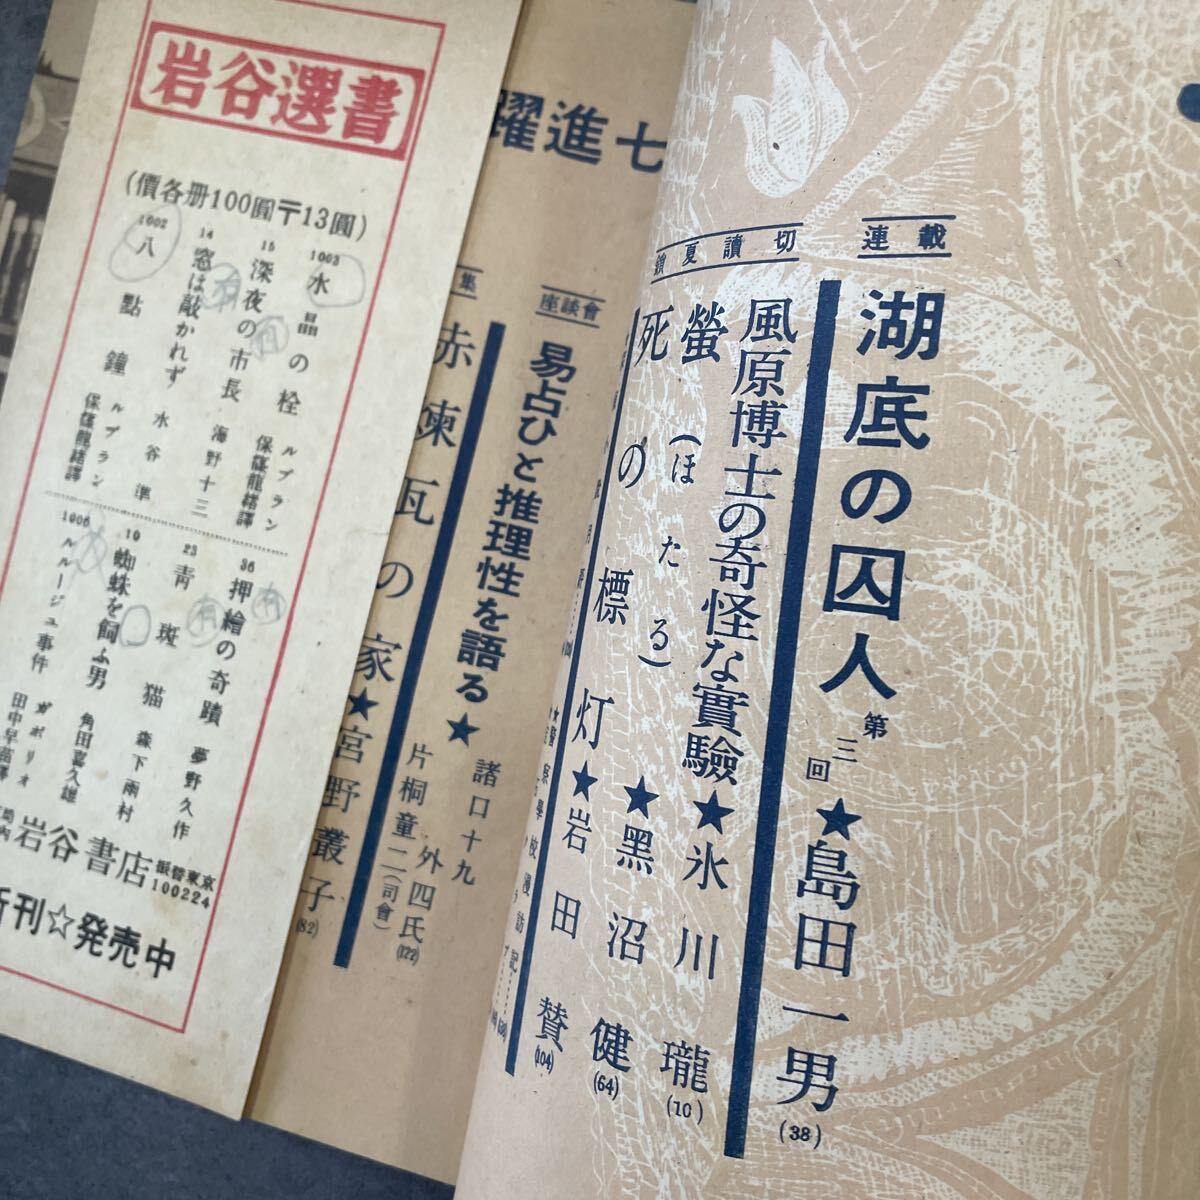 連載
湖底の囚人 第三回 ★島田一男 (38)
夏讀切
風原博士の奇怪な實驗★氷川瓏 (10)
螢(ほたる)★黑沼健 (64)
死の標灯★岩田賛 (104)
躍進七
座談會
易占ひと推理性を語る★
諸口十九
外四氏 (122)
片桐童二 (司會)
集
赤煉瓦の家★宮野叢子 (82)
岩谷選書
(價各册100圓〒13圓)
1003 水晶の栓 ルブラン 保篠龍緒譯
15 深夜の市長 海野十三
14 窓は敲かれず 水谷準
1002 八點鐘 ルブラン 保篠龍緒譯
36 押繪の奇蹟 夢野久作
23 青斑猫 森下雨村
10 蜘蛛を飼ふ男 角田喜久雄
1006 ルルージュ事件 ガボリオ 田中早苗譯
岩谷書店 振替東京 100224
新刊☆発売中